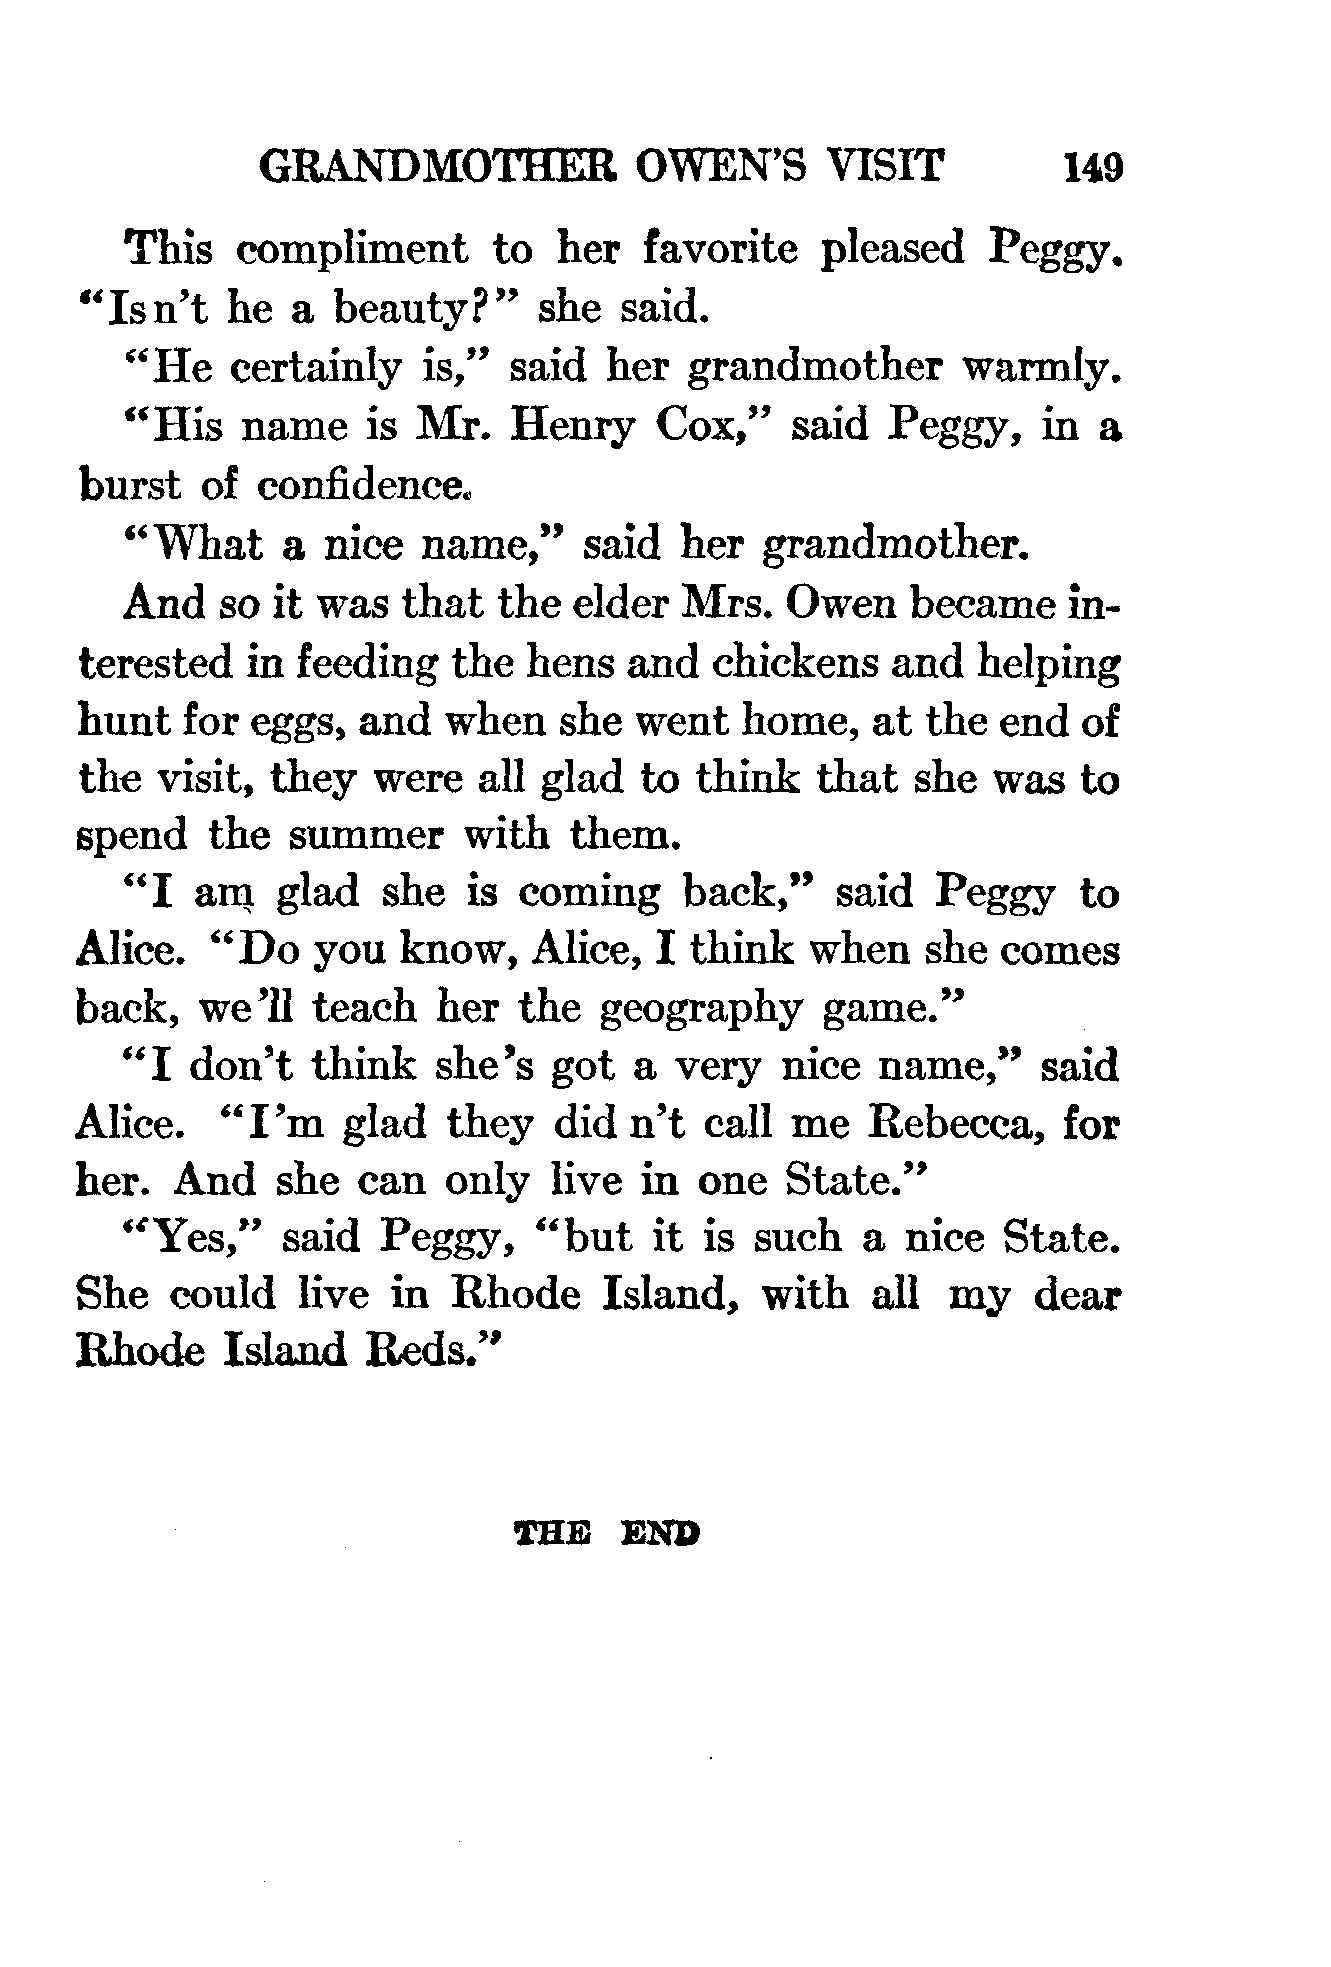 GRANDMOTHER OWEN'S VISIT 149
This compliment to her favorite pleased Peggy.
"Is n't he a beauty?" she said.
"He certainly is," said her grandmother warmly.
"His name is Mr. Henry Cox," said Peggy, in a
burst of confidence.
"What a nice name," said her grandmother.
And so it was that the elder Mrs. Owen became in-
terested in feeding the hens and chickens and helping
hunt for eggs, and when she went home, at the end of
the visit, they were all glad to think that she was to
spend the summer with them.
"I am glad she is coming back," said Peggy to
Alice. "Do you know, Alice, I think when she comes
back, we 'll teach her the geography game."
"I don't think she's got a very nice name," said
Alice. "I'm glad they did n't call me Rebecca, for
her. And she can only live in one State."
"Yes," said Peggy, "but it is such a nice State.
She could live in Rhode Island, with all my dear
Rhode Island Reds."
THE END